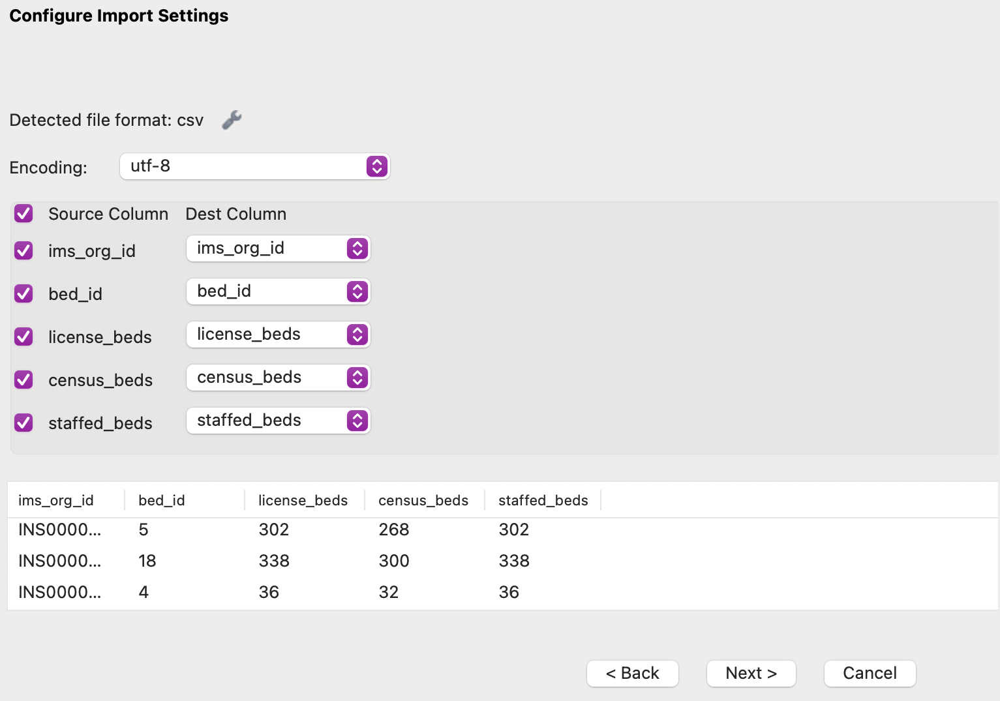 Configure Import Settings
Detected file format: csv
Encoding: utf-8
Source Column Dest Column
ims_org_id ims_org_id
bed_id bed_id
license_beds license_beds
census_beds census_beds
staffed_beds staffed_beds
ims_org_id bed_id license_beds census_beds staffed_beds
INS0000... 5 302 268 302
INS0000... 18 338 300 338
INS0000... 4 36 32 36
< Back Next > Cancel